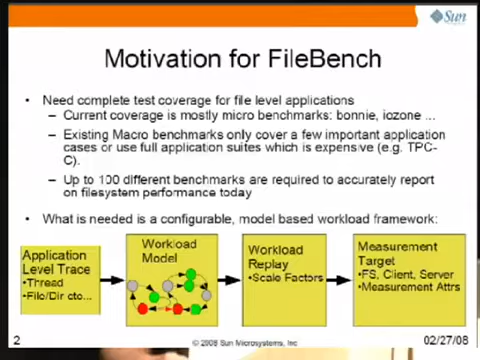 Sun
Motivation for FileBench
• Need complete test coverage for file level applications
– Current coverage is mostly micro benchmarks: bonnie, iozone ...
– Existing Macro benchmarks only cover a few important application
cases or use full application suites which is expensive (e.g. TPC-
C).
– Up to 100 different benchmarks are required to accurately report
on filesystem performance today
• What is needed is a configurable, model based workload framework:
Application
Level Trace
•Thread
•File/Dir etc...
Workload
Model
Workload
Replay
•Scale Factors
Measurement
Target
•FS, Client, Server
•Measurement Attrs
2
© 2008 Sun Microsystems, Inc
02/27/08